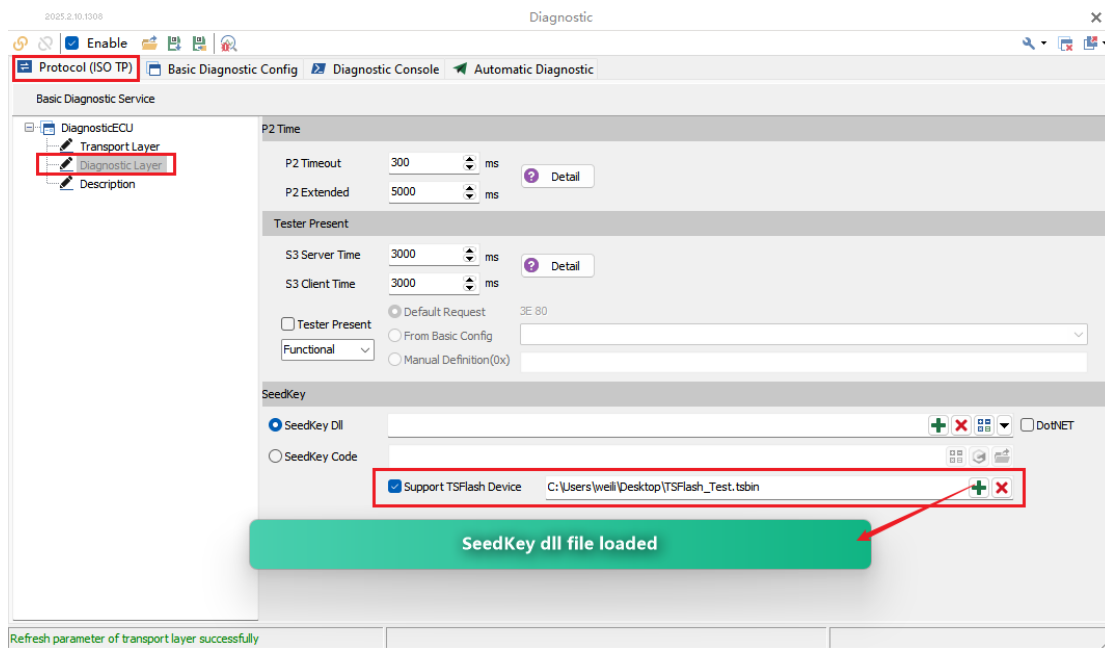 2025.2.10.1308
Diagnostic
Enable
Protocol (ISO TP)
Basic Diagnostic Config
Diagnostic Console
Automatic Diagnostic
Basic Diagnostic Service
DiagnosticECU
Transport Layer
Diagnostic Layer
Description
P2 Time
P2 Timeout 300 ms
Detail
P2 Extended 5000 ms
Tester Present
S3 Server Time 3000 ms
Detail
S3 Client Time 3000 ms
Tester Present
Functional
Default Request 3E 80
From Basic Config
Manual Definition(0x)
SeedKey
SeedKey Dll
DotNET
SeedKey Code
Support TSFlash Device C:\Users\weili\Desktop\TSFlash_Test.tsbin
SeedKey dll file loaded
Refresh parameter of transport layer successfully